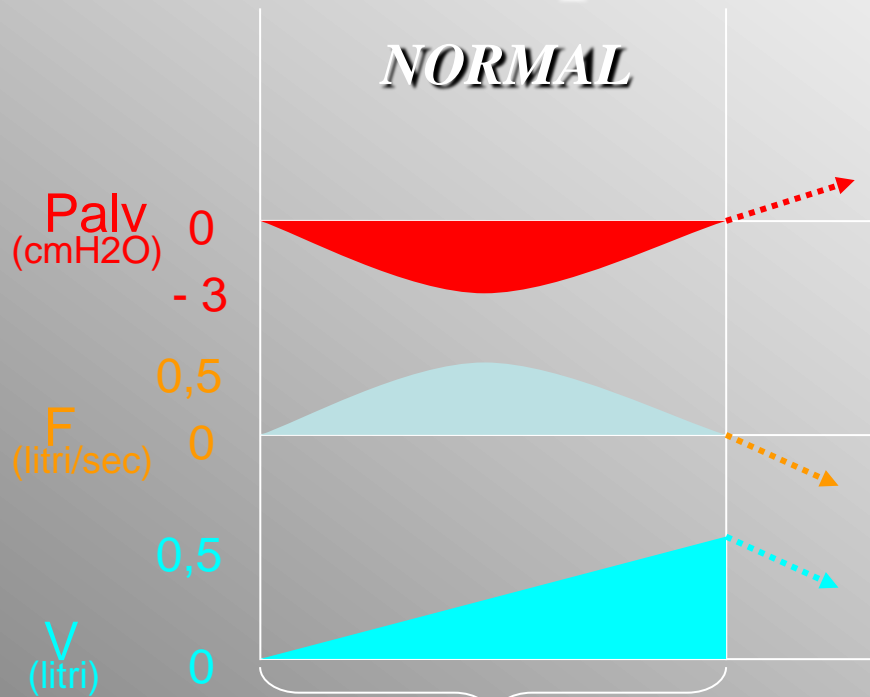 NORMAL
Palv
(cmH2O)
0
- 3
0,5
F
(litri/sec)
0
0,5
V
(litri)
0